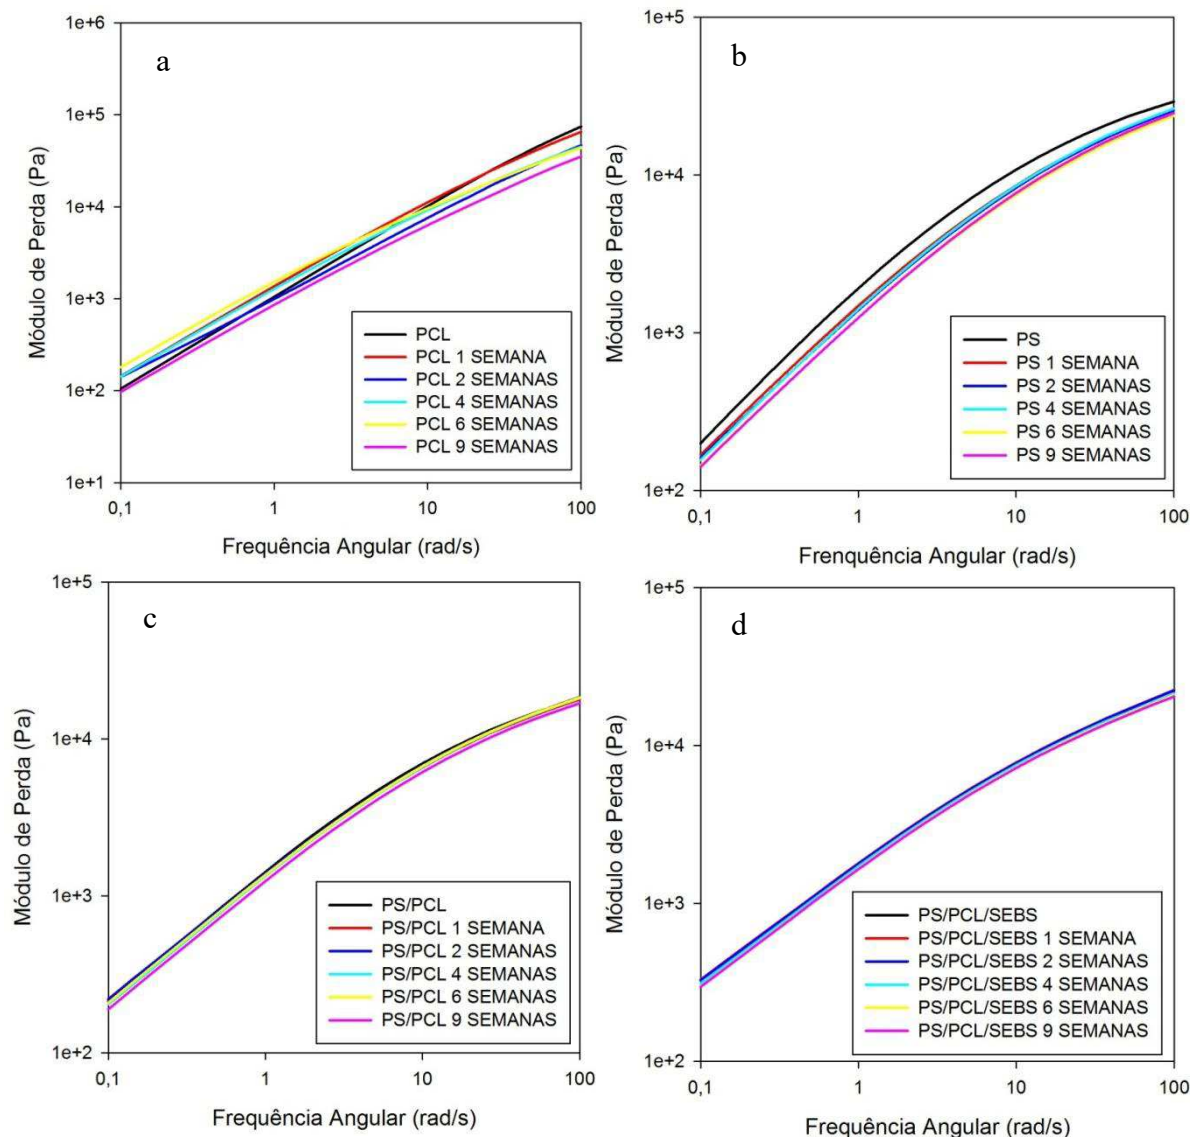 a
1e+6
1e+5
1e+4
1e+3
1e+2
1e+1
Módulo de Perda (Pa)
PCL
PCL 1 SEMANA
PCL 2 SEMANAS
PCL 4 SEMANAS
PCL 6 SEMANAS
PCL 9 SEMANAS
0,1 1 10 100
Frequência Angular (rad/s)
b
1e+5
1e+4
1e+3
1e+2
Módulo de Perda (Pa)
PS
PS 1 SEMANA
PS 2 SEMANAS
PS 4 SEMANAS
PS 6 SEMANAS
PS 9 SEMANAS
0,1 1 10 100
Frenquência Angular (rad/s)
c
1e+5
1e+4
1e+3
1e+2
Módulo de Perda (Pa)
PS/PCL
PS/PCL 1 SEMANA
PS/PCL 2 SEMANAS
PS/PCL 4 SEMANAS
PS/PCL 6 SEMANAS
PS/PCL 9 SEMANAS
0,1 1 10 100
Frequência Angular (rad/s)
d
1e+5
1e+4
1e+3
1e+2
Módulo de Perda (Pa)
PS/PCL/SEBS
PS/PCL/SEBS 1 SEMANA
PS/PCL/SEBS 2 SEMANAS
PS/PCL/SEBS 4 SEMANAS
PS/PCL/SEBS 6 SEMANAS
PS/PCL/SEBS 9 SEMANAS
0,1 1 10 100
Frequência Angular (rad/s)